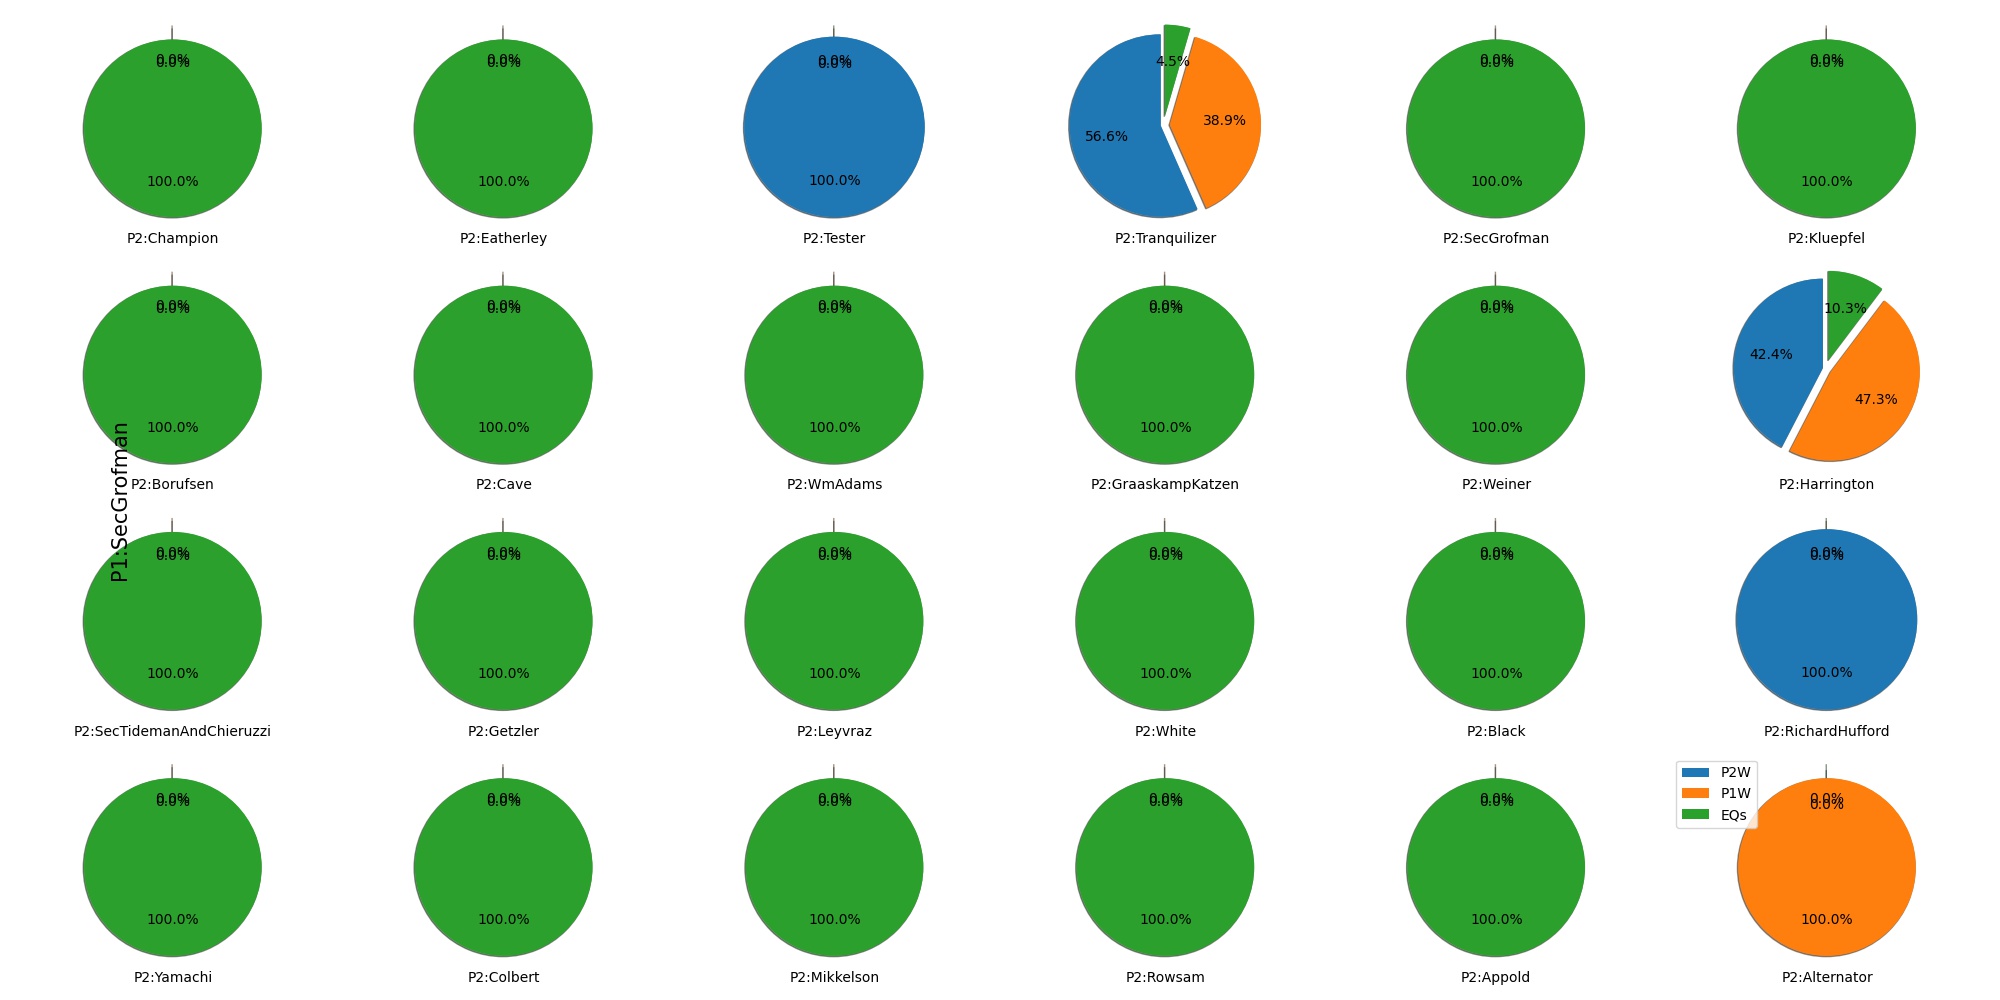 0.0%
0.0%
100.0%
P2:Champion
0.0%
0.0%
100.0%
P2:Eatherley
0.0%
0.0%
100.0%
P2:Tester
4.5%
38.9%
56.6%
P2:Tranquilizer
0.0%
0.0%
100.0%
P2:SecGrofman
0.0%
0.0%
100.0%
P2:Kluepfel
0.0%
0.0%
100.0%
P2:Borufsen
0.0%
0.0%
100.0%
P2:Cave
0.0%
0.0%
100.0%
P2:WmAdams
0.0%
0.0%
100.0%
P2:GraaskampKatzen
0.0%
0.0%
100.0%
P2:Weiner
10.3%
42.4%
47.3%
P2:Harrington
P1:SecGrofman
0.0%
0.0%
100.0%
P2:SecTidemanAndChieruzzi
0.0%
0.0%
100.0%
P2:Getzler
0.0%
0.0%
100.0%
P2:Leyvraz
0.0%
0.0%
100.0%
P2:White
0.0%
0.0%
100.0%
P2:Black
0.0%
0.0%
100.0%
P2:RichardHufford
0.0%
0.0%
100.0%
P2:Yamachi
0.0%
0.0%
100.0%
P2:Colbert
0.0%
0.0%
100.0%
P2:Mikkelson
0.0%
0.0%
100.0%
P2:Rowsam
0.0%
0.0%
100.0%
P2:Appold
P2W
P1W
EQs
0.0%
0.0%
100.0%
P2:Alternator